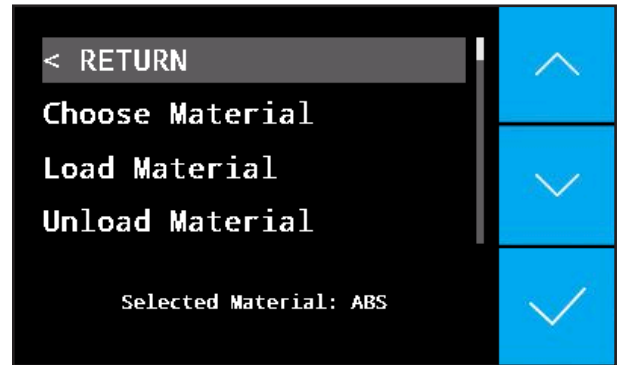 < RETURN
Choose Material
Load Material
Unload Material
Selected Material: ABS